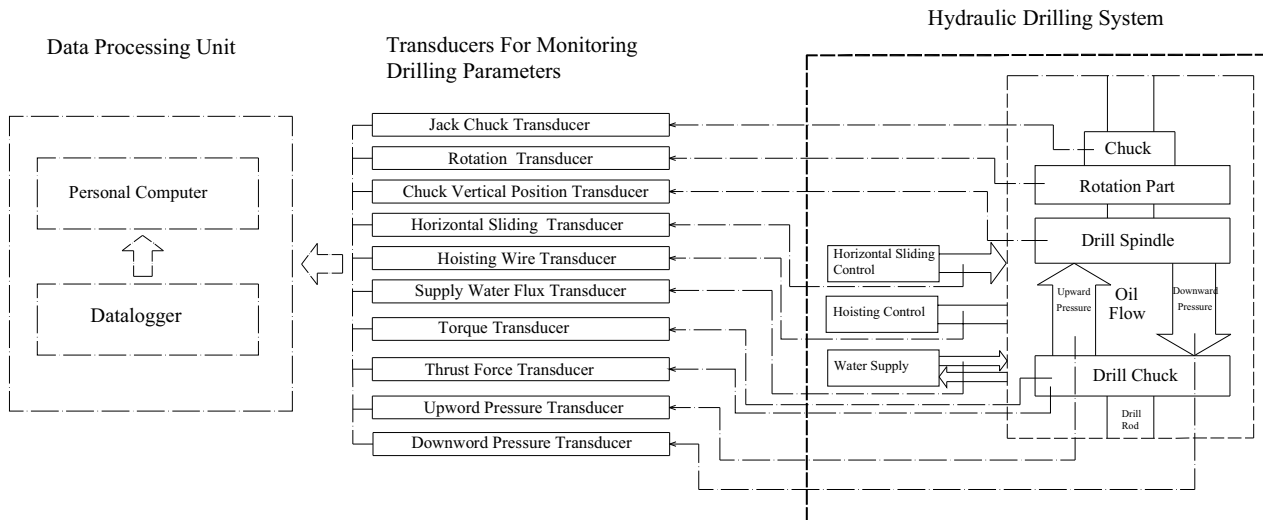 Hydraulic Drilling System
Data Processing Unit
Transducers For Monitoring
Drilling Parameters
Personal Computer
Datalogger
Jack Chuck Transducer
Rotation Transducer
Chuck Vertical Position Transducer
Horizontal Sliding Transducer
Hoisting Wire Transducer
Supply Water Flux Transducer
Torque Transducer
Thrust Force Transducer
Upword Pressure Transducer
Downword Pressure Transducer
Horizontal Sliding
Control
Hoisting Control
Water Supply
Chuck
Rotation Part
Drill Spindle
Upward
Pressure
Oil
Flow
Downward
Pressure
Drill Chuck
Drill
Rod